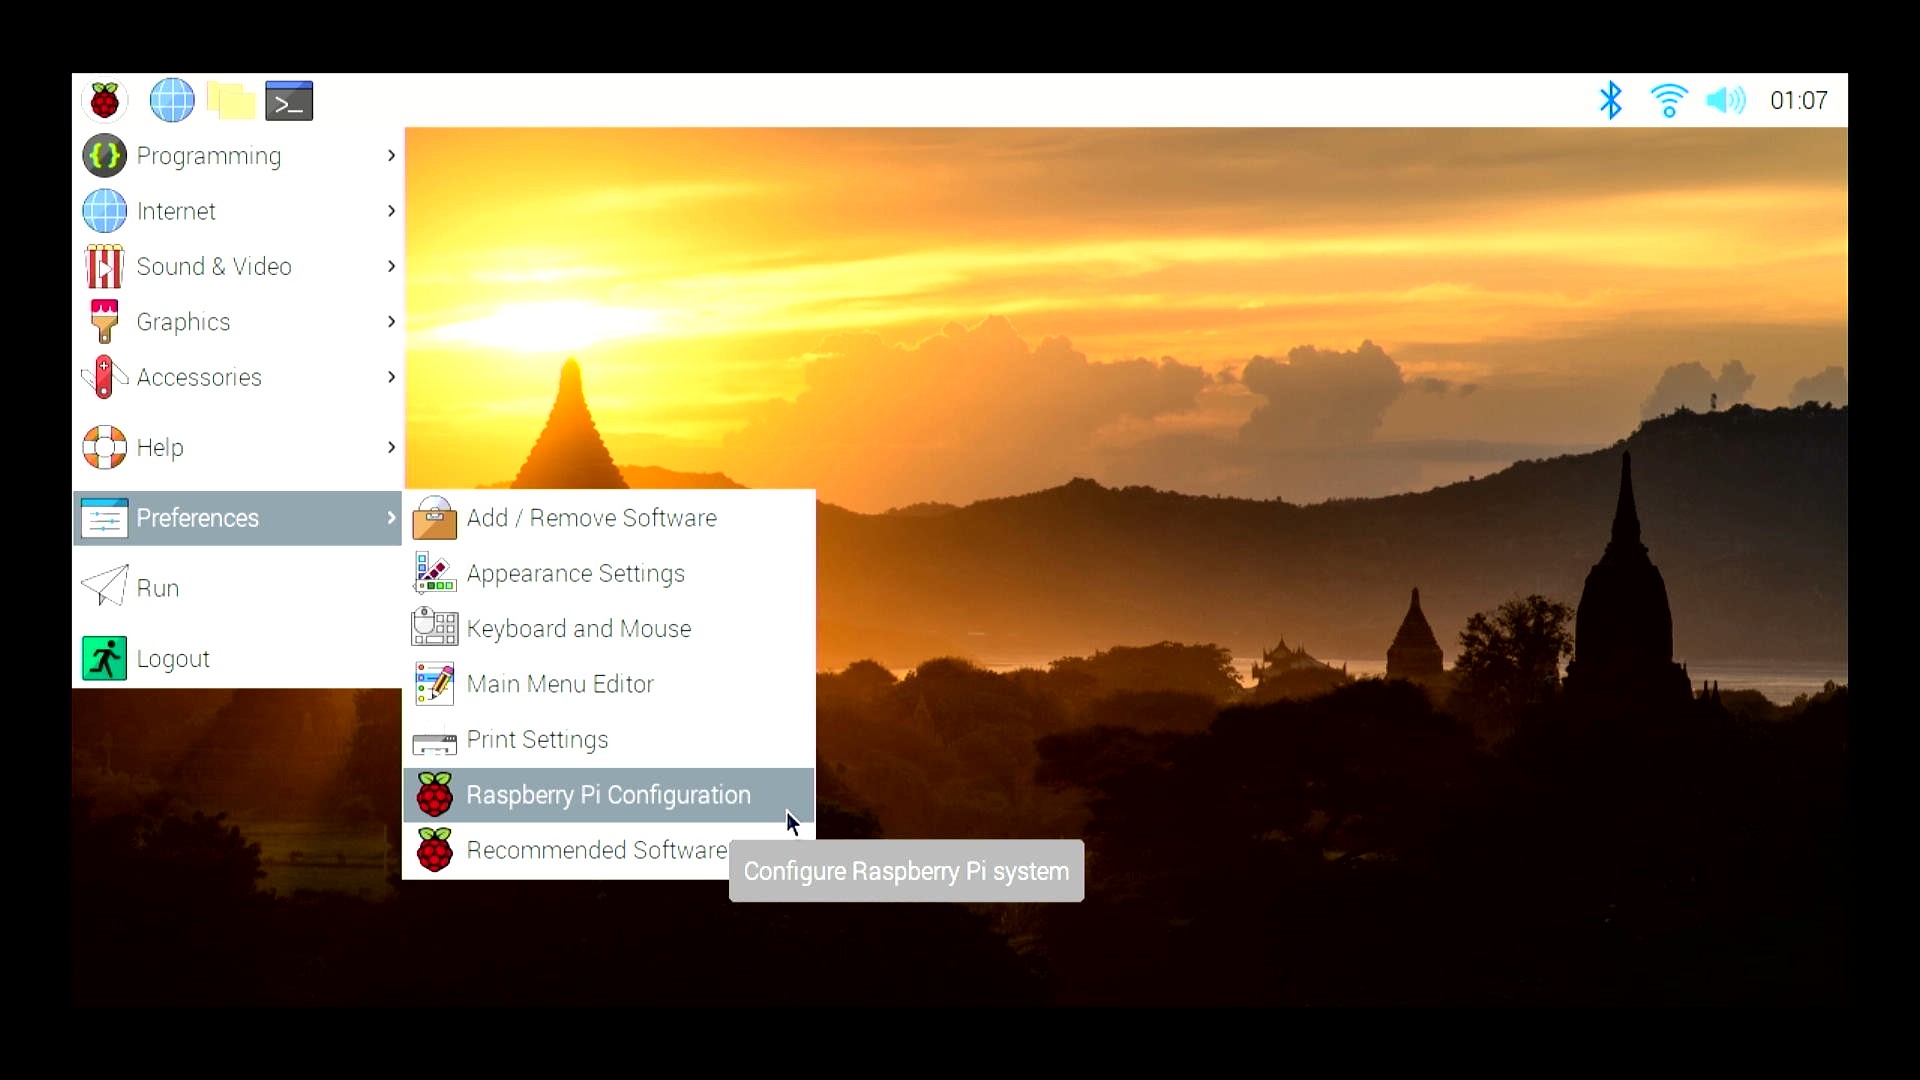 >_
01:07
Programming
Internet
Sound & Video
Graphics
Accessories
Help
Preferences
Run
Logout
Add / Remove Software
Appearance Settings
Keyboard and Mouse
Main Menu Editor
Print Settings
Raspberry Pi Configuration
Recommended Software
Configure Raspberry Pi system